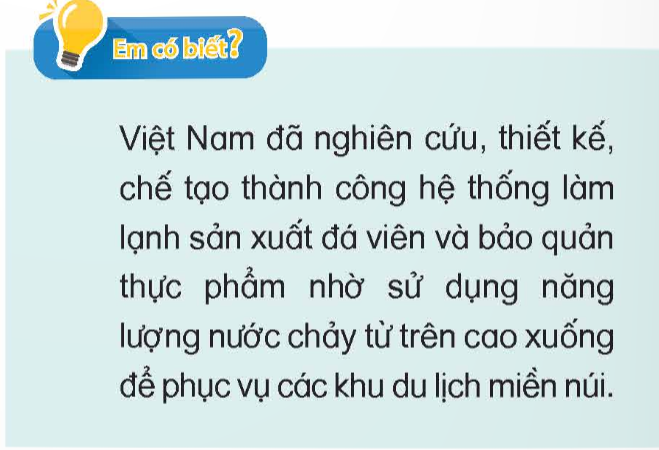 Em có biết?
Việt Nam đã nghiên cứu, thiết kế,
chế tạo thành công hệ thống làm
lạnh sản xuất đá viên và bảo quản
thực phẩm nhờ sử dụng năng
lượng nước chảy từ trên cao xuống
để phục vụ các khu du lịch miền núi.